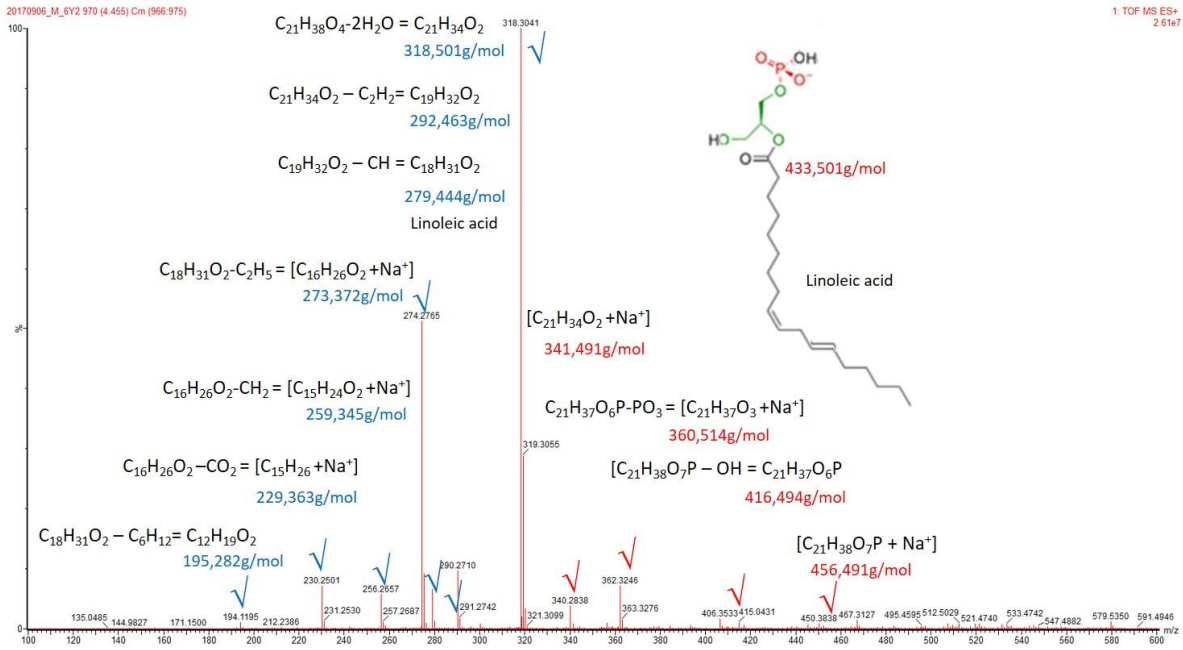 20170906_M_6Y2 970 (4.455) Cm (966:975)
1: TOF MS ES+
2.61e7
100
%
0
C₂₁H₃₈O₄-2H₂O = C₂₁H₃₄O₂
318,501g/mol
√
318.3041
C₂₁H₃₄O₂ – C₂H₂= C₁₉H₃₂O₂
292,463g/mol
C₁₉H₃₂O₂ – CH = C₁₈H₃₁O₂
279,444g/mol
Linoleic acid
C₁₈H₃₁O₂-C₂H₅ = [C₁₆H₂₆O₂ +Na⁺]
273,372g/mol
√
274.2765
C₁₆H₂₆O₂-CH₂ = [C₁₅H₂₄O₂ +Na⁺]
259,345g/mol
C₁₆H₂₆O₂–CO₂ = [C₁₅H₂₆ +Na⁺]
229,363g/mol
C₁₈H₃₁O₂ – C₆H₁₂= C₁₂H₁₉O₂
195,282g/mol
O P OH
O⁻
O
HO O
O
433,501g/mol
Linoleic acid
[C₂₁H₃₄O₂ +Na⁺]
341,491g/mol
C₂₁H₃₇O₆P-PO₃ = [C₂₁H₃₇O₃ +Na⁺]
360,514g/mol
[C₂₁H₃₈O₇P – OH = C₂₁H₃₇O₆P
416,494g/mol
[C₂₁H₃₈O₇P + Na⁺]
456,491g/mol
319.3055
√ √ √ √ √ √ √ √ √
135.0485 144.9827 171.1500 194.1195 212.2386 230.2501 231.2530 256.2657 257.2687 290.2710 291.2742 321.3099 340.2838 362.3246 363.3276 406.3533 415.0431 450.3838 467.3127 495.4595 512.5029 521.4740 533.4742 547.4882 579.5350 591.4946
100 120 140 160 180 200 220 240 260 280 300 320 340 360 380 400 420 440 460 480 500 520 540 560 580 600 m/z